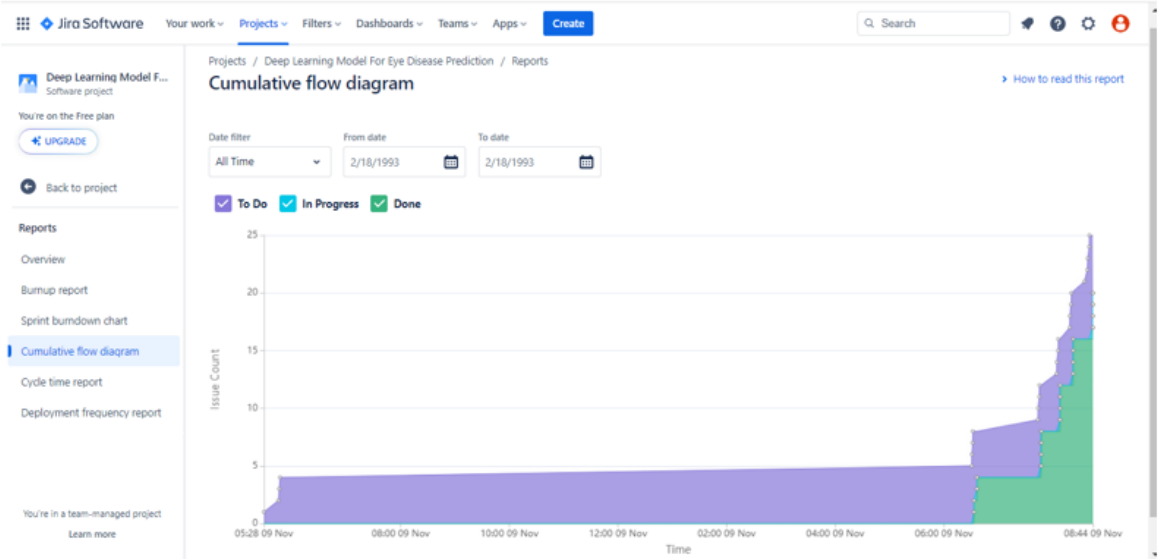 Jira Software Your work Projects Filters Dashboards Teams Apps Create Search
Deep Learning Model F...
Software project
You're on the Free plan
UPGRADE
Back to project
Reports
Overview
Burnup report
Sprint burndown chart
Cumulative flow diagram
Cycle time report
Deployment frequency report
You're in a team-managed project
Learn more
Projects / Deep Learning Model For Eye Disease Prediction / Reports
Cumulative flow diagram
How to read this report
Date filter From date To date
All Time 2/18/1993 2/18/1993
To Do In Progress Done
25
20
15
10
5
0
Issue Count
05:28 09 Nov 08:00 09 Nov 10:00 09 Nov 12:00 09 Nov 02:00 09 Nov 04:00 09 Nov 06:00 09 Nov 08:44 09 Nov
Time